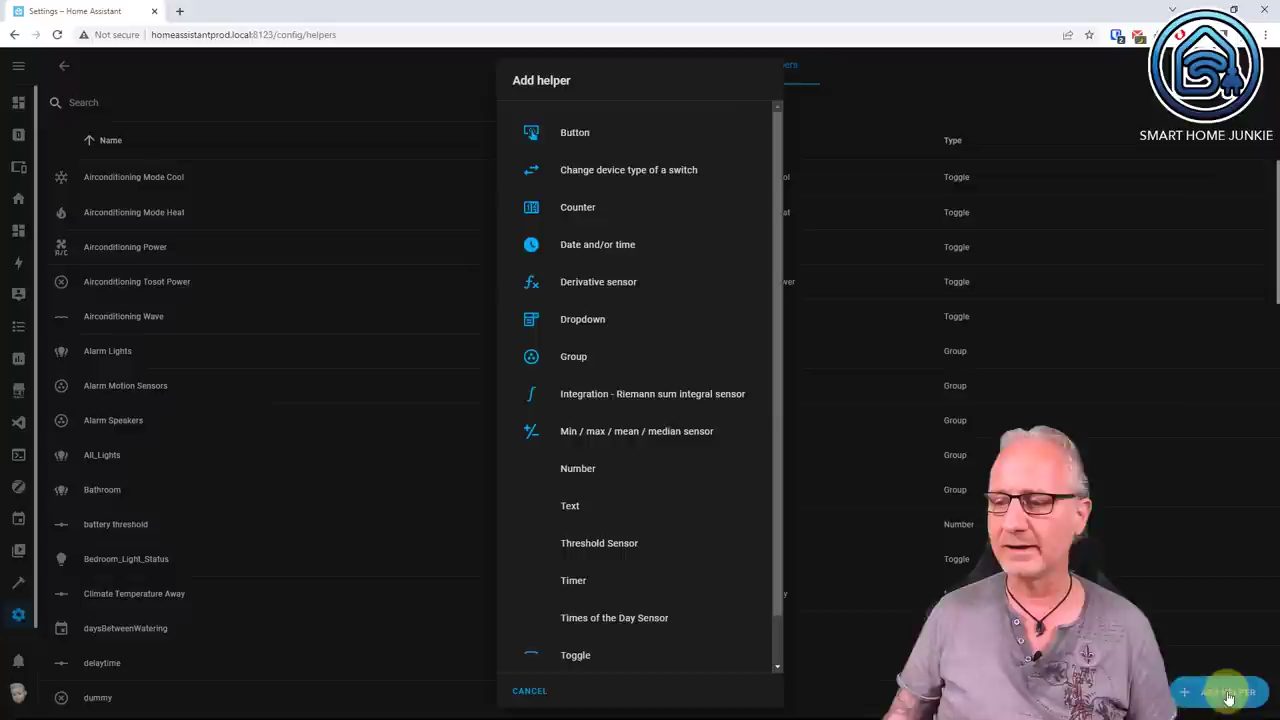 Settings – Home Assistant
Not secure
homeassistantprod.local:8123/config/helpers
SMART HOME JUNKIE
Search
Name
Type
Airconditioning Mode Cool
Toggle
Airconditioning Mode Heat
Toggle
Airconditioning Power
Toggle
Airconditioning Tosot Power
Toggle
Airconditioning Wave
Toggle
Alarm Lights
Group
Alarm Motion Sensors
Group
Alarm Speakers
Group
All_Lights
Group
Bathroom
Group
battery threshold
Number
Bedroom_Light_Status
Toggle
Climate Temperature Away
daysBetweenWatering
delaytime
dummy
Add helper
Button
Change device type of a switch
Counter
Date and/or time
Derivative sensor
Dropdown
Group
Integration - Riemann sum integral sensor
Min / max / mean / median sensor
Number
Text
Threshold Sensor
Timer
Times of the Day Sensor
Toggle
CANCEL
ADD HELPER